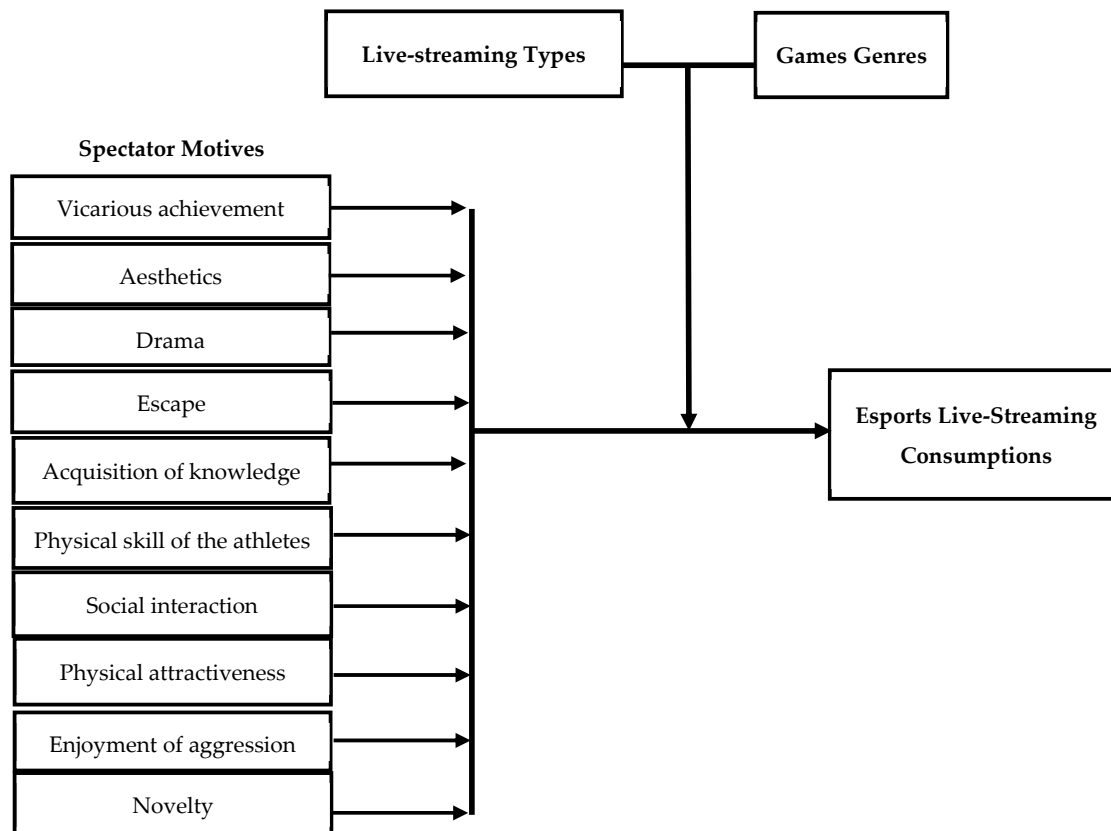 Live-streaming Types
Games Genres
Spectator Motives
Vicarious achievement
Aesthetics
Drama
Escape
Acquisition of knowledge
Physical skill of the athletes
Social interaction
Physical attractiveness
Enjoyment of aggression
Novelty
Esports Live-Streaming
Consumptions